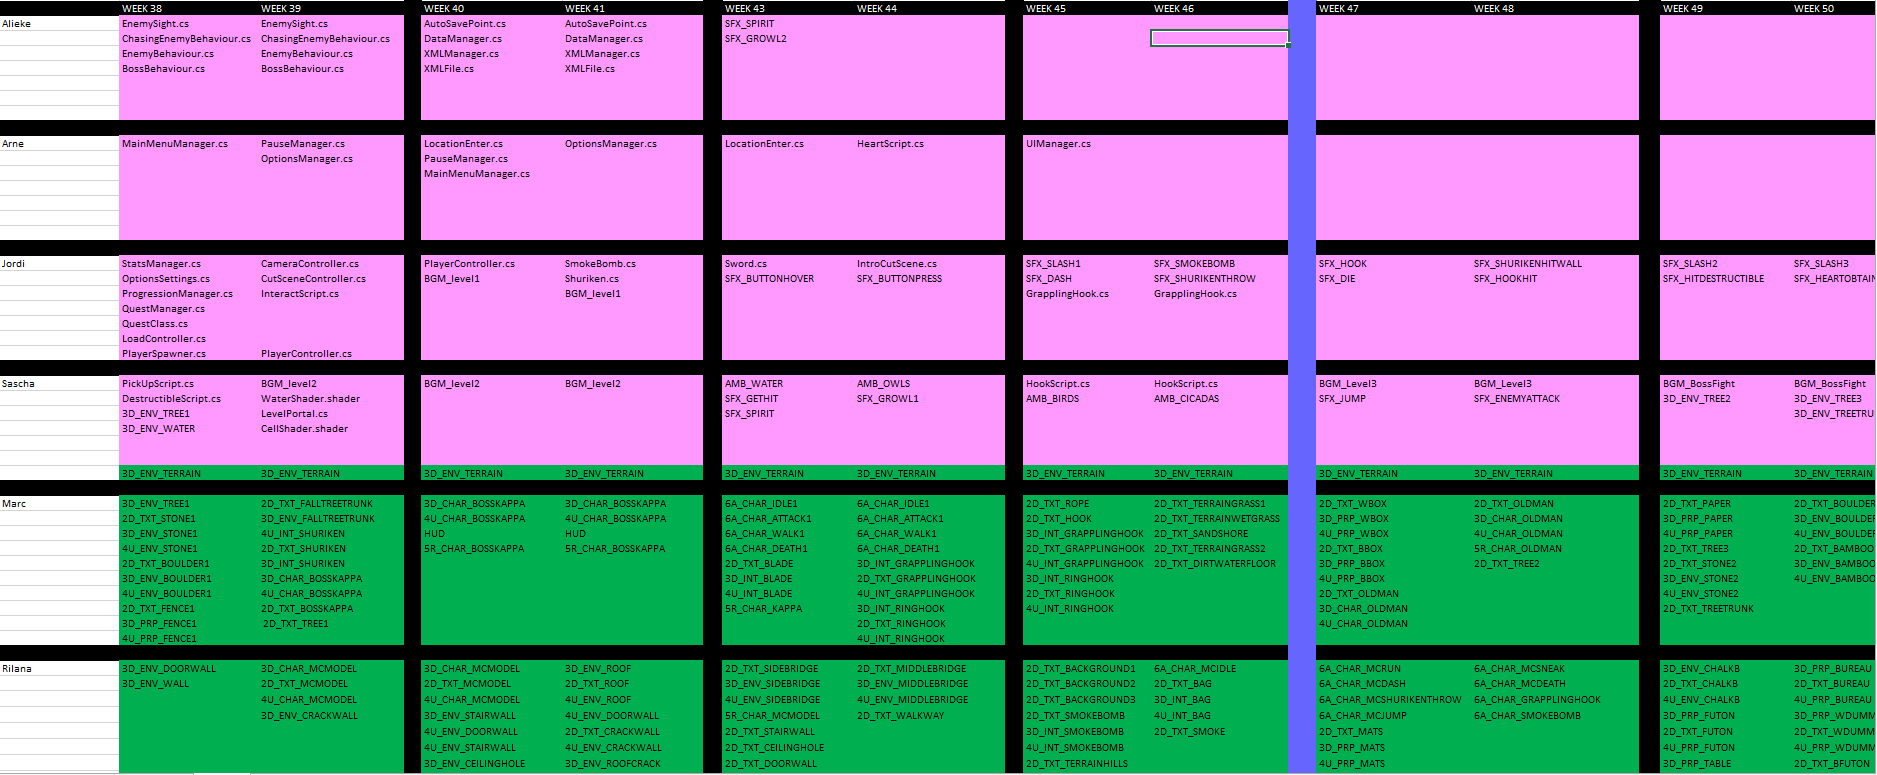 WEEK 38 WEEK 39 WEEK 40 WEEK 41 WEEK 43 WEEK 44 WEEK 45 WEEK 46 WEEK 47 WEEK 48 WEEK 49 WEEK 50
Alieke EnemySight.cs EnemySight.cs AutoSavePoint.cs AutoSavePoint.cs SFX_SPIRIT
ChasingEnemyBehaviour.cs ChasingEnemyBehaviour.cs DataManager.cs DataManager.cs SFX_GROWL2
EnemyBehaviour.cs EnemyBehaviour.cs XMLManager.cs XMLManager.cs
BossBehaviour.cs BossBehaviour.cs XMLFile.cs XMLFile.cs
Arne MainMenuManager.cs PauseManager.cs LocationEnter.cs OptionsManager.cs LocationEnter.cs HeartScript.cs UIManager.cs
OptionsManager.cs PauseManager.cs
MainMenuManager.cs
Jordi StatsManager.cs CameraController.cs PlayerController.cs SmokeBomb.cs Sword.cs IntroCutScene.cs SFX_SLASH1 SFX_SMOKEBOMB SFX_HOOK SFX_SHURIKENHITWALL SFX_SLASH2 SFX_SLASH3
OptionsSettings.cs CutSceneController.cs BGM_level1 Shuriken.cs SFX_BUTTONHOVER SFX_BUTTONPRESS SFX_DASH SFX_SHURIKENTHROW SFX_DIE SFX_HOOKHIT SFX_HITDESTRUCTIBLE SFX_HEARTOBTAIN
ProgressionManager.cs InteractScript.cs BGM_level1 GrapplingHook.cs GrapplingHook.cs
QuestManager.cs
QuestClass.cs
LoadController.cs
PlayerSpawner.cs PlayerController.cs
Sascha PickUpScript.cs BGM_level2 BGM_level2 BGM_level2 AMB_WATER AMB_OWLS HookScript.cs HookScript.cs BGM_Level3 BGM_Level3 BGM_BossFight BGM_BossFight
DestructibleScript.cs WaterShader.shader SFX_GETHIT SFX_GROWL1 AMB_BIRDS AMB_CICADAS SFX_JUMP SFX_ENEMYATTACK 3D_ENV_TREE2 3D_ENV_TREE3
3D_ENV_TREE1 LevelPortal.cs SFX_SPIRIT 3D_ENV_TREETRU
3D_ENV_WATER CellShader.shader
3D_ENV_TERRAIN 3D_ENV_TERRAIN 3D_ENV_TERRAIN 3D_ENV_TERRAIN 3D_ENV_TERRAIN 3D_ENV_TERRAIN 3D_ENV_TERRAIN 3D_ENV_TERRAIN 3D_ENV_TERRAIN 3D_ENV_TERRAIN 3D_ENV_TERRAIN 3D_ENV_TERRAIN
Marc 3D_ENV_TREE1 2D_TXT_FALLTREETRUNK 3D_CHAR_BOSSKAPPA 3D_CHAR_BOSSKAPPA 6A_CHAR_IDLE1 6A_CHAR_IDLE1 2D_TXT_ROPE 2D_TXT_TERRAINGRASS1 2D_TXT_WBOX 2D_TXT_OLDMAN 2D_TXT_PAPER 2D_TXT_BOULDER
2D_TXT_STONE1 3D_ENV_FALLTREETRUNK 4U_CHAR_BOSSKAPPA 4U_CHAR_BOSSKAPPA 6A_CHAR_ATTACK1 6A_CHAR_ATTACK1 2D_TXT_HOOK 2D_TXT_TERRAINWETGRASS 3D_PRP_WBOX 3D_CHAR_OLDMAN 3D_PRP_PAPER 3D_ENV_BOULDER
3D_ENV_STONE1 4U_INT_SHURIKEN HUD HUD 6A_CHAR_WALK1 6A_CHAR_WALK1 3D_INT_GRAPPLINGHOOK 2D_TXT_SANDSHORE 4U_PRP_WBOX 4U_CHAR_OLDMAN 4U_PRP_PAPER 4U_ENV_BOULDER
4U_ENV_STONE1 2D_TXT_SHURIKEN 5R_CHAR_BOSSKAPPA 5R_CHAR_BOSSKAPPA 6A_CHAR_DEATH1 6A_CHAR_DEATH1 2D_TXT_GRAPPLINGHOOK 2D_TXT_TERRAINGRASS2 2D_TXT_BBOX 5R_CHAR_OLDMAN 2D_TXT_TREE3 2D_TXT_BAMBOO
2D_TXT_BOULDER1 3D_INT_SHURIKEN 2D_TXT_BLADE 3D_INT_GRAPPLINGHOOK 4U_INT_GRAPPLINGHOOK 2D_TXT_DIRTWATERFLOOR 3D_PRP_BBOX 2D_TXT_TREE2 2D_TXT_STONE2 3D_ENV_BAMBOO
3D_ENV_BOULDER1 3D_CHAR_BOSSKAPPA 3D_INT_BLADE 2D_TXT_GRAPPLINGHOOK 3D_INT_RINGHOOK 4U_PRP_BBOX 3D_ENV_STONE2 4U_ENV_BAMBOO
4U_ENV_BOULDER1 4U_CHAR_BOSSKAPPA 4U_INT_BLADE 4U_INT_GRAPPLINGHOOK 2D_TXT_RINGHOOK 2D_TXT_OLDMAN 4U_ENV_STONE2
2D_TXT_FENCE1 2D_TXT_BOSSKAPPA 5R_CHAR_KAPPA 3D_INT_RINGHOOK 4U_INT_RINGHOOK 3D_CHAR_OLDMAN 2D_TXT_TREETRUNK
3D_PRP_FENCE1 2D_TXT_TREE1 2D_TXT_RINGHOOK 4U_CHAR_OLDMAN
4U_PRP_FENCE1 4U_INT_RINGHOOK
Rilana 3D_ENV_DOORWALL 3D_CHAR_MCMODEL 3D_CHAR_MCMODEL 3D_ENV_ROOF 2D_TXT_SIDEBRIDGE 2D_TXT_MIDDLEBRIDGE 2D_TXT_BACKGROUND1 6A_CHAR_MCIDLE 6A_CHAR_MCRUN 6A_CHAR_MCSNEAK 3D_ENV_CHALKB 3D_PRP_BUREAU
3D_ENV_WALL 2D_TXT_MCMODEL 2D_TXT_MCMODEL 2D_TXT_ROOF 3D_ENV_SIDEBRIDGE 3D_ENV_MIDDLEBRIDGE 2D_TXT_BACKGROUND2 2D_TXT_BAG 6A_CHAR_MCDASH 6A_CHAR_MCDEATH 2D_TXT_CHALKB 2D_TXT_BUREAU
4U_CHAR_MCMODEL 4U_CHAR_MCMODEL 4U_ENV_ROOF 4U_ENV_SIDEBRIDGE 4U_ENV_MIDDLEBRIDGE 2D_TXT_BACKGROUND3 3D_INT_BAG 6A_CHAR_MCSHURIKENTHROW 6A_CHAR_GRAPPLINGHOOK 4U_ENV_CHALKB 4U_PRP_BUREAU
3D_ENV_CRACKWALL 3D_ENV_STAIRWALL 4U_ENV_DOORWALL 5R_CHAR_MCMODEL 2D_TXT_WALKWAY 2D_TXT_SMOKEBOMB 4U_INT_BAG 6A_CHAR_MCJUMP 6A_CHAR_SMOKEBOMB 3D_PRP_FUTON 3D_PRP_WDUMM
4U_ENV_DOORWALL 2D_TXT_CRACKWALL 2D_TXT_STAIRWALL 3D_INT_SMOKEBOMB 2D_TXT_SMOKE 2D_TXT_MATS 2D_TXT_FUTON 2D_TXT_WDUMM
4U_ENV_STAIRWALL 4U_ENV_CRACKWALL 2D_TXT_CEILINGHOLE 4U_INT_SMOKEBOMB 3D_PRP_MATS 4U_PRP_FUTON 4U_PRP_WDUMM
3D_ENV_CEILINGHOLE 3D_ENV_ROOFCRACK 2D_TXT_DOORWALL 2D_TXT_TERRAINHILLS 4U_PRP_MATS 3D_PRP_TABLE 2D_TXT_BFUTON